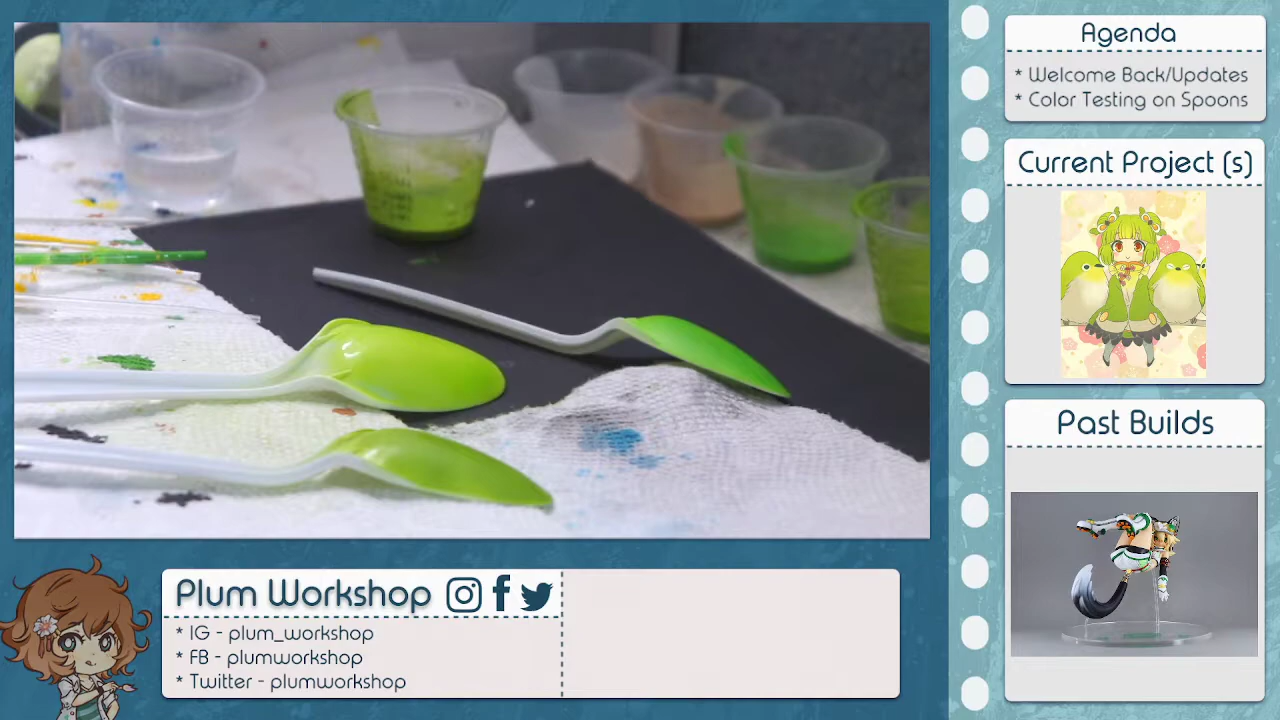 Agenda
* Welcome Back/Updates
* Color Testing on Spoons
Current Project (s)
Past Builds
Plum Workshop
* IG - plum_workshop
* FB - plumworkshop
* Twitter - plumworkshop